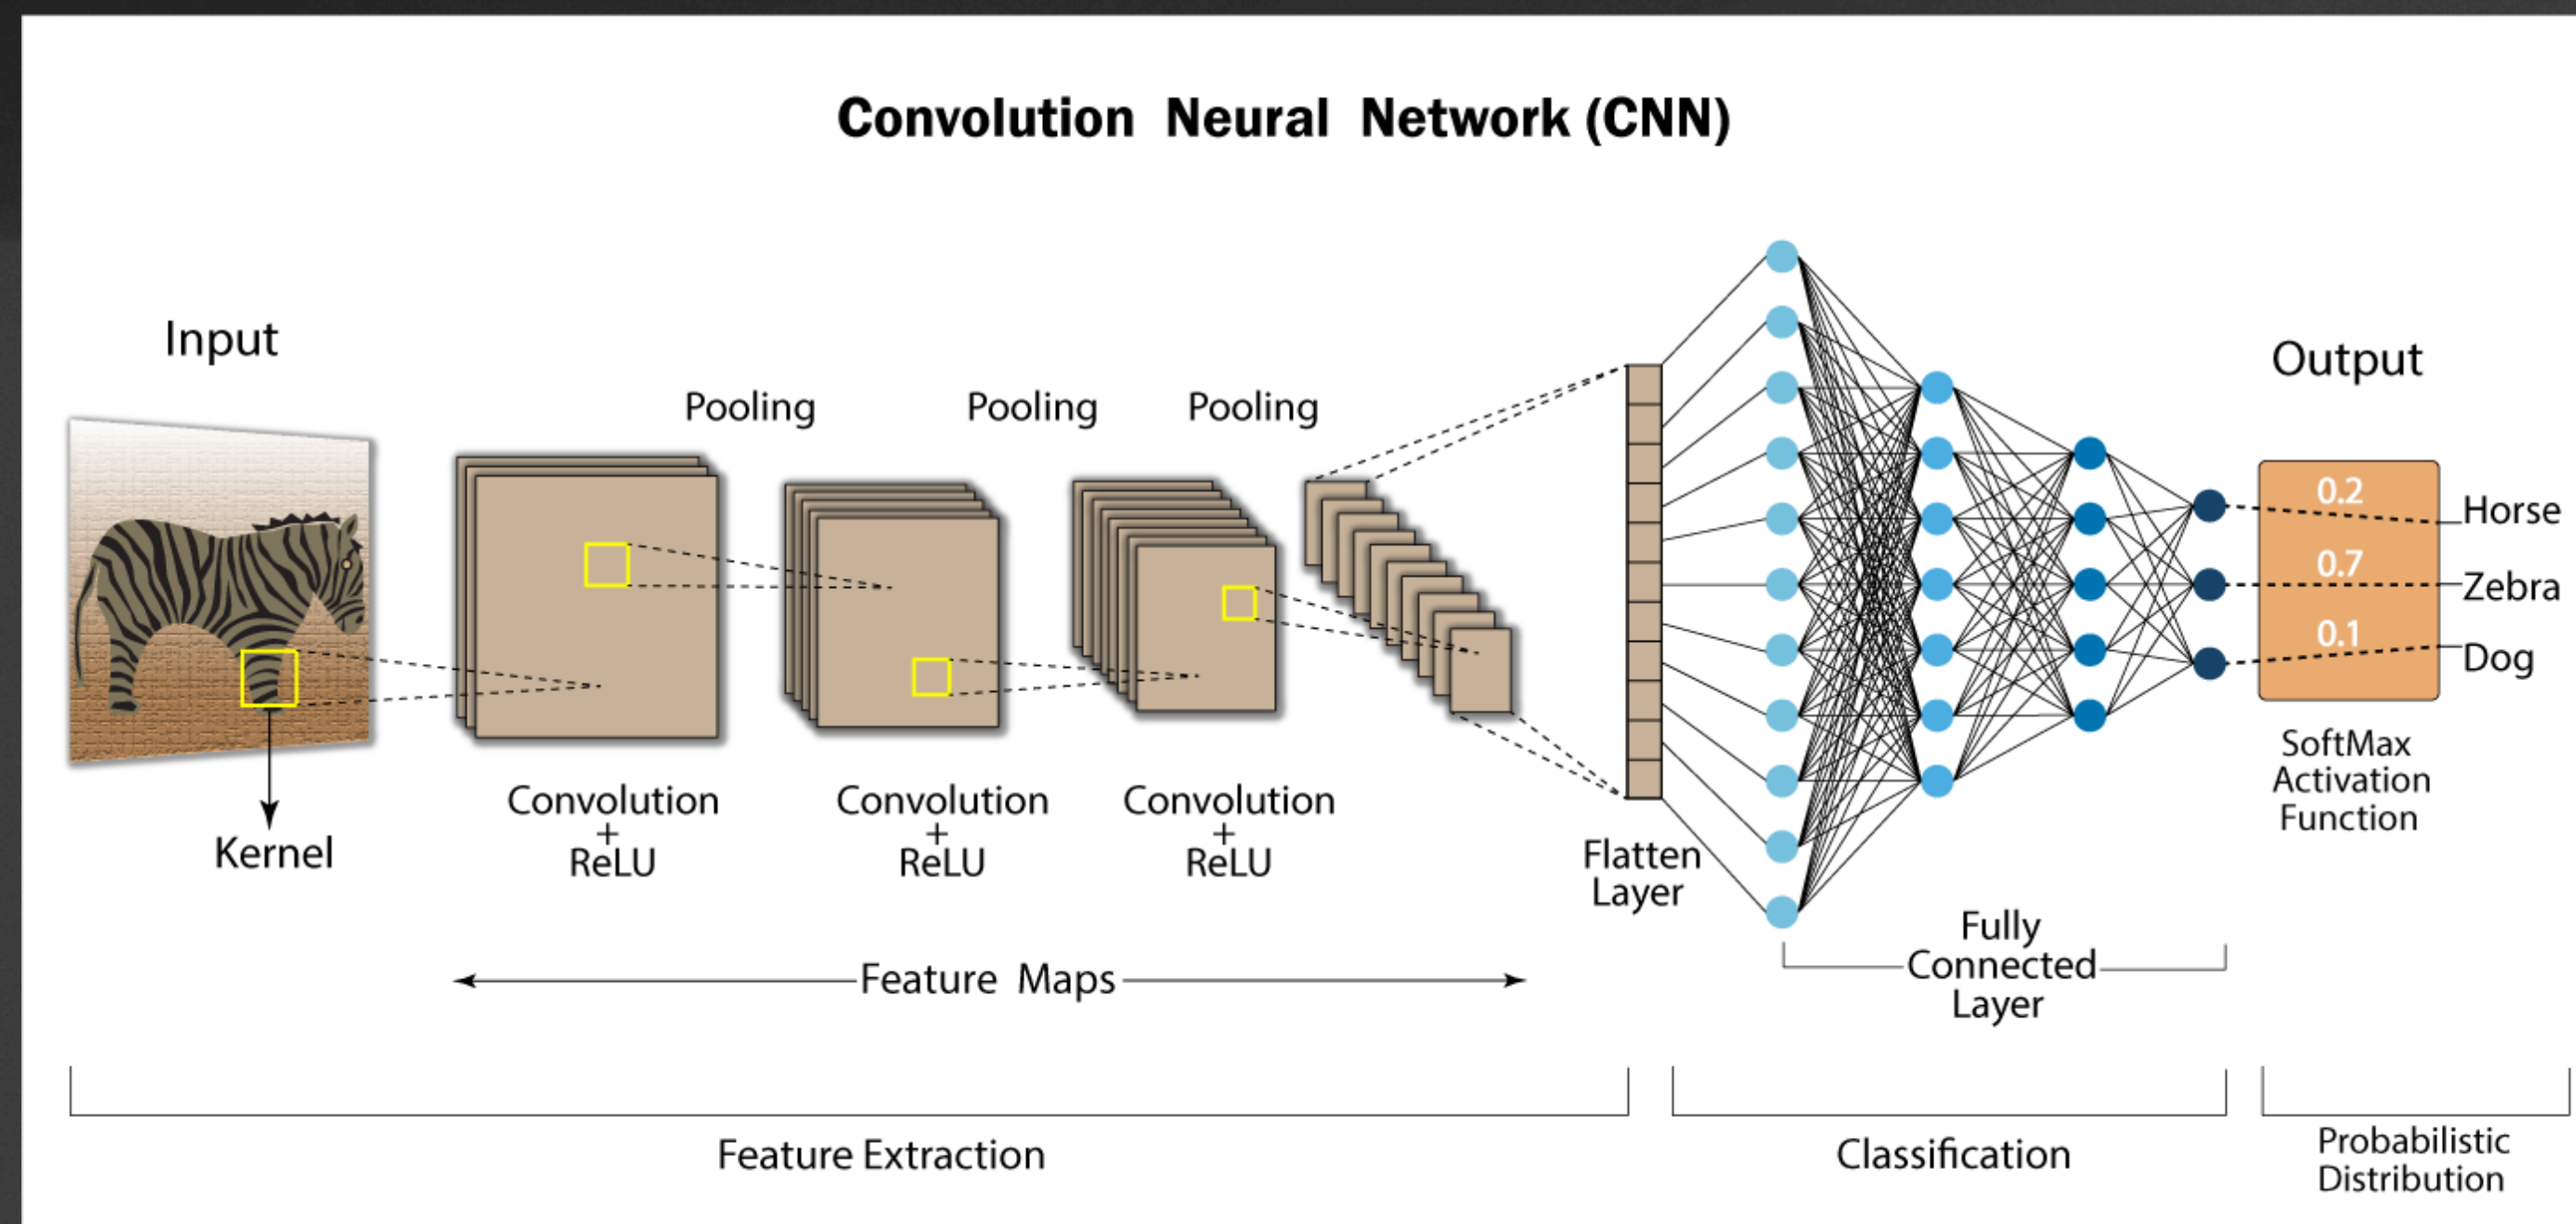 Convolution Neural Network (CNN)
Input
Kernel
Pooling
Pooling
Pooling
Convolution
+
ReLU
Convolution
+
ReLU
Convolution
+
ReLU
Feature Maps
Flatten
Layer
Fully
Connected
Layer
Output
0.2
Horse
0.7
Zebra
0.1
Dog
SoftMax
Activation
Function
Feature Extraction
Classification
Probabilistic
Distribution